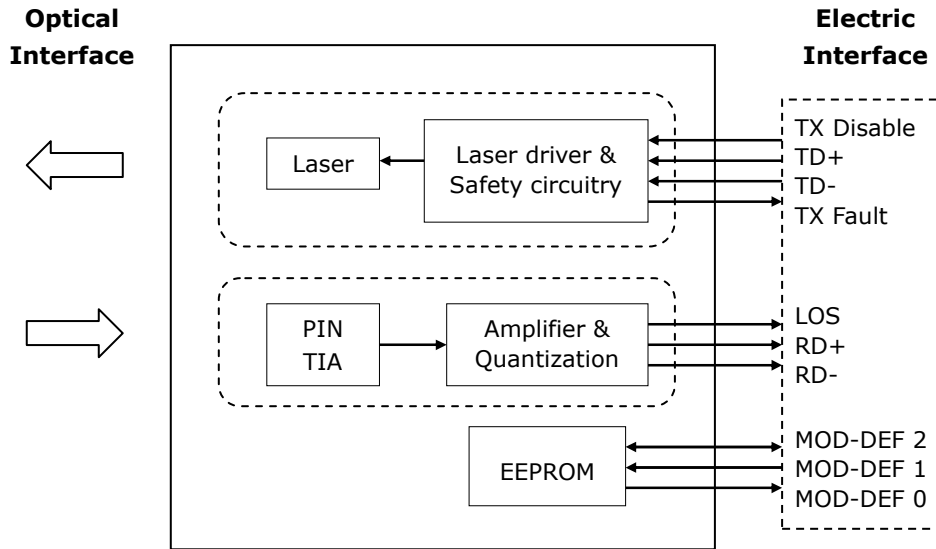 Optical
Interface
Electric
Interface
Laser
Laser driver &
Safety circuitry
TX Disable
TD+
TD-
TX Fault
PIN
TIA
Amplifier &
Quantization
LOS
RD+
RD-
EEPROM
MOD-DEF 2
MOD-DEF 1
MOD-DEF 0